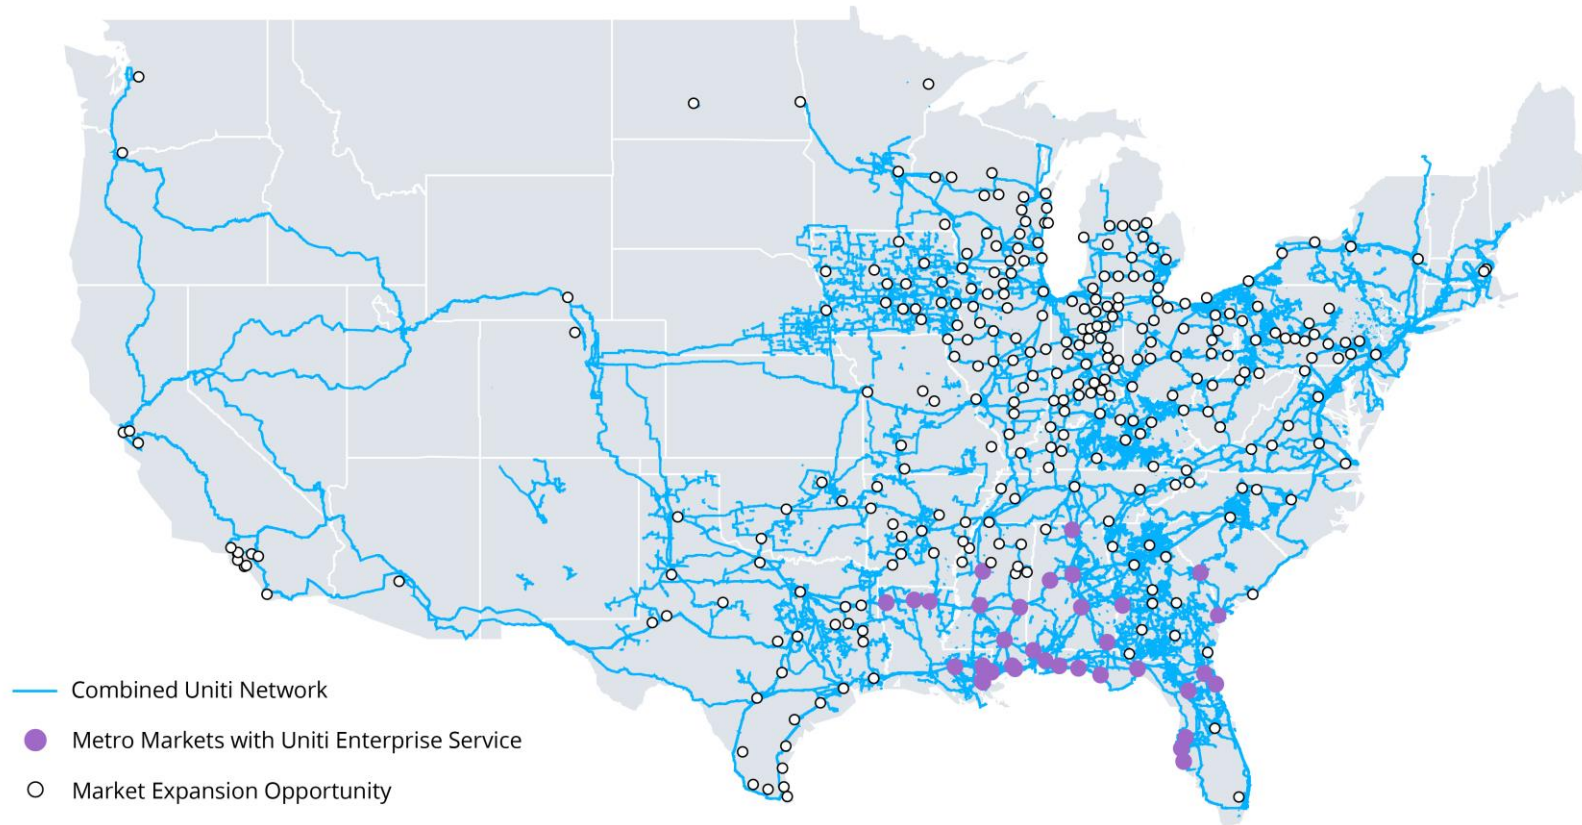 Combined Uniti Network
Metro Markets with Uniti Enterprise Service
Market Expansion Opportunity